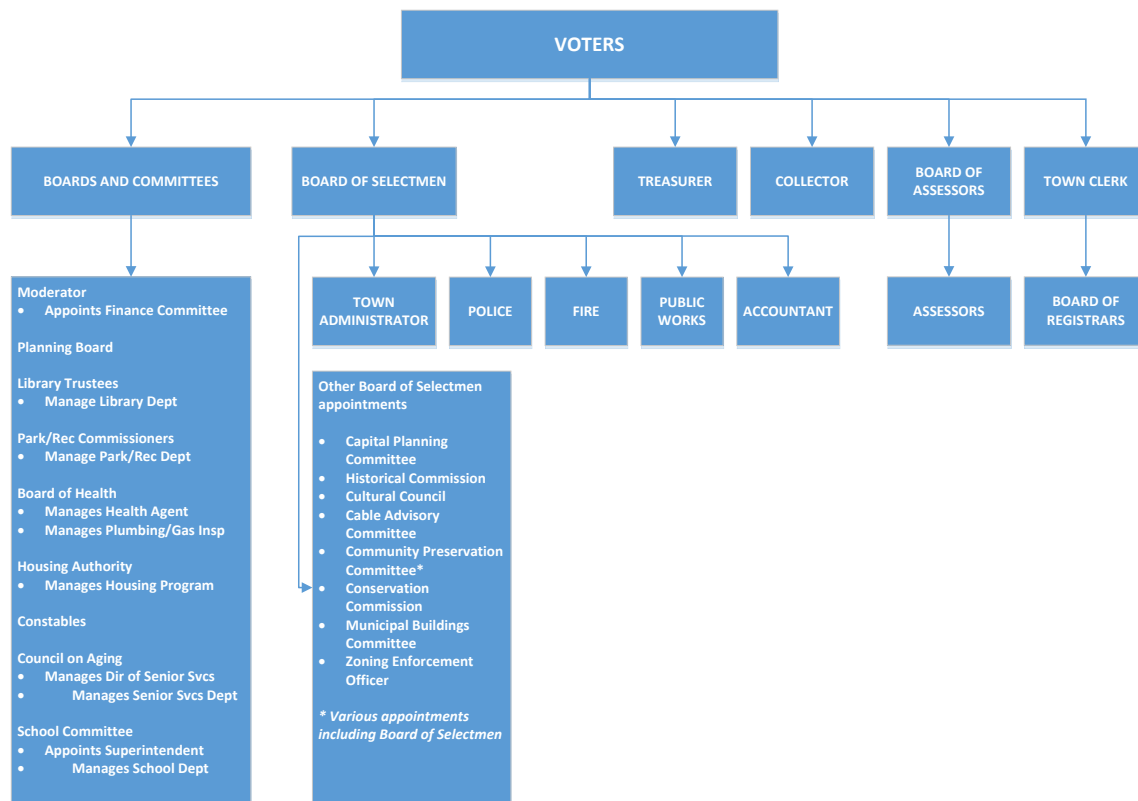 VOTERS
BOARDS AND COMMITTEES
BOARD OF SELECTMEN
TREASURER
COLLECTOR
BOARD OF
ASSESSORS
TOWN CLERK
TOWN
ADMINISTRATOR
POLICE
FIRE
PUBLIC
WORKS
ACCOUNTANT
ASSESSORS
BOARD OF
REGISTRARS
Moderator
• Appoints Finance Committee
Planning Board
Library Trustees
• Manage Library Dept
Park/Rec Commissioners
• Manage Park/Rec Dept
Board of Health
• Manages Health Agent
• Manages Plumbing/Gas Insp
Housing Authority
• Manages Housing Program
Constables
Council on Aging
• Manages Dir of Senior Svcs
• Manages Senior Svcs Dept
School Committee
• Appoints Superintendent
• Manages School Dept
Other Board of Selectmen
appointments
• Capital Planning
Committee
• Historical Commission
• Cultural Council
• Cable Advisory
Committee
• Community Preservation
Committee*
• Conservation
Commission
• Municipal Buildings
Committee
• Zoning Enforcement
Officer
* Various appointments
including Board of Selectmen